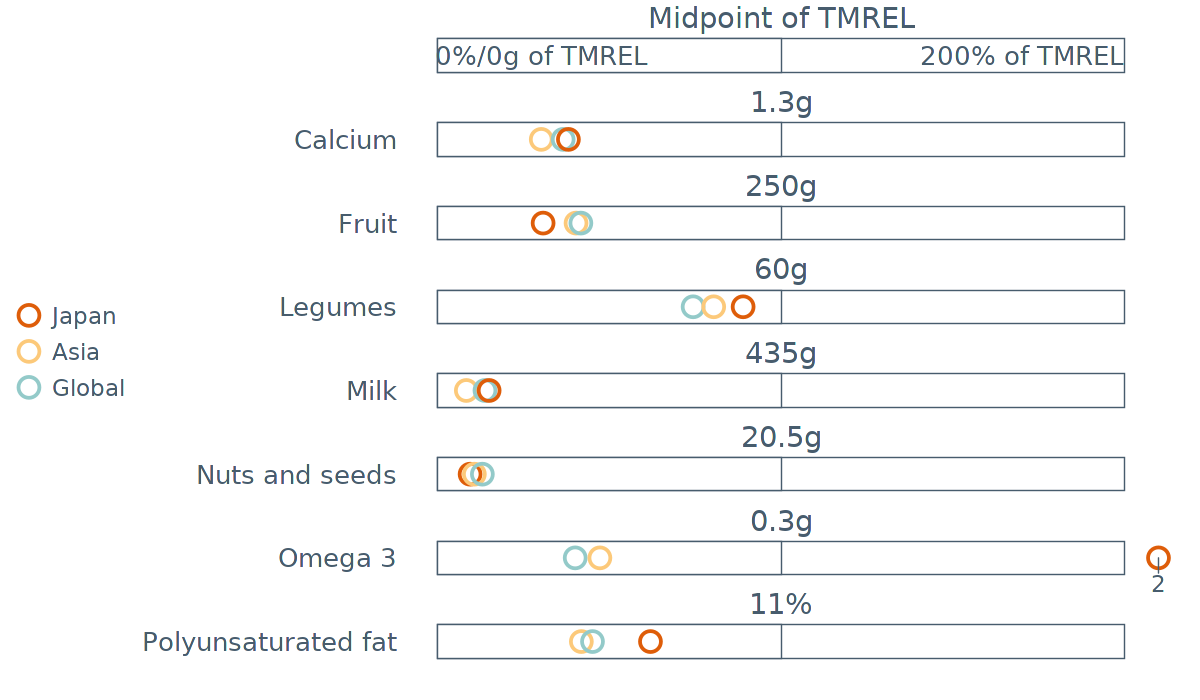 Midpoint of TMREL
0%/0g of TMREL
200% of TMREL
1.3g
Calcium
250g
Fruit
60g
Legumes
Japan
Asia
Global
435g
Milk
20.5g
Nuts and seeds
0.3g
Omega 3
2
11%
Polyunsaturated fat